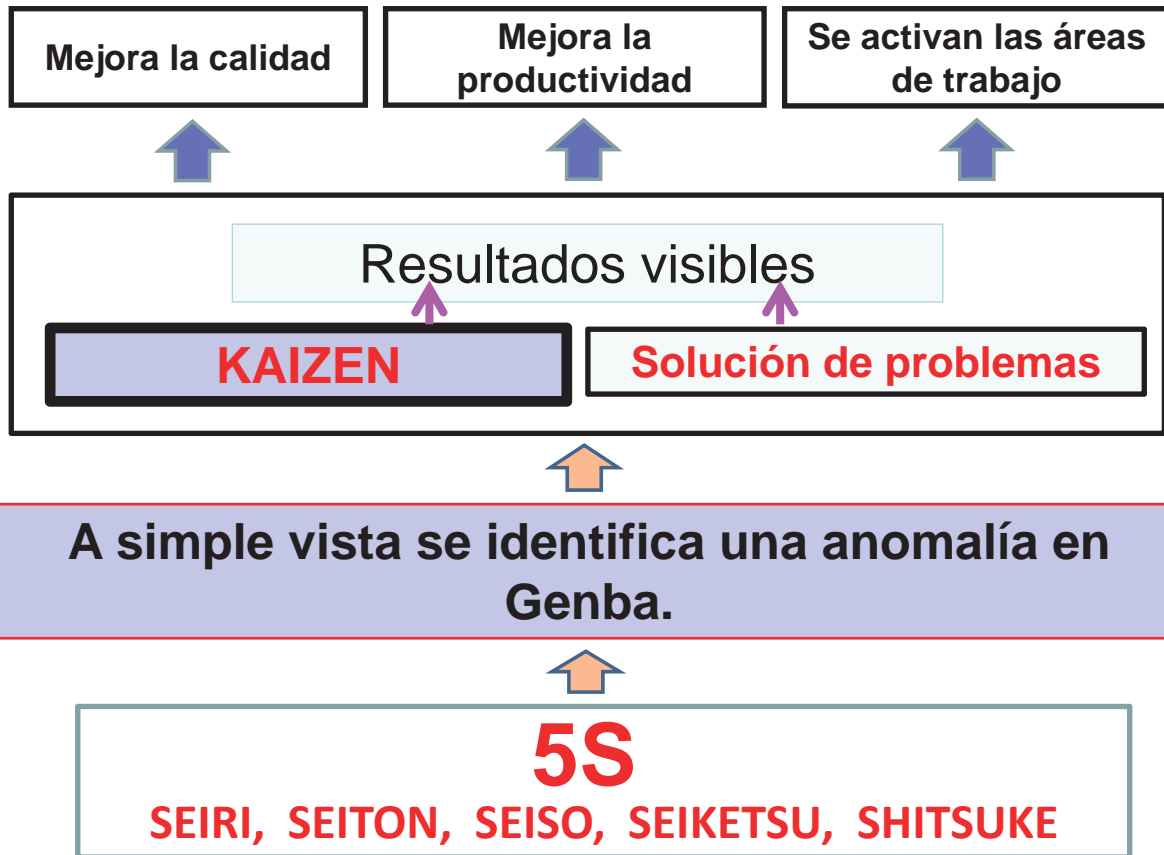 Mejora la calidad
Mejora la
productividad
Se activan las áreas
de trabajo
Resultados visibles
KAIZEN
Solución de problemas
A simple vista se identifica una anomalía en
Genba.
5S
SEIRI, SEITON, SEISO, SEIKETSU, SHITSUKE